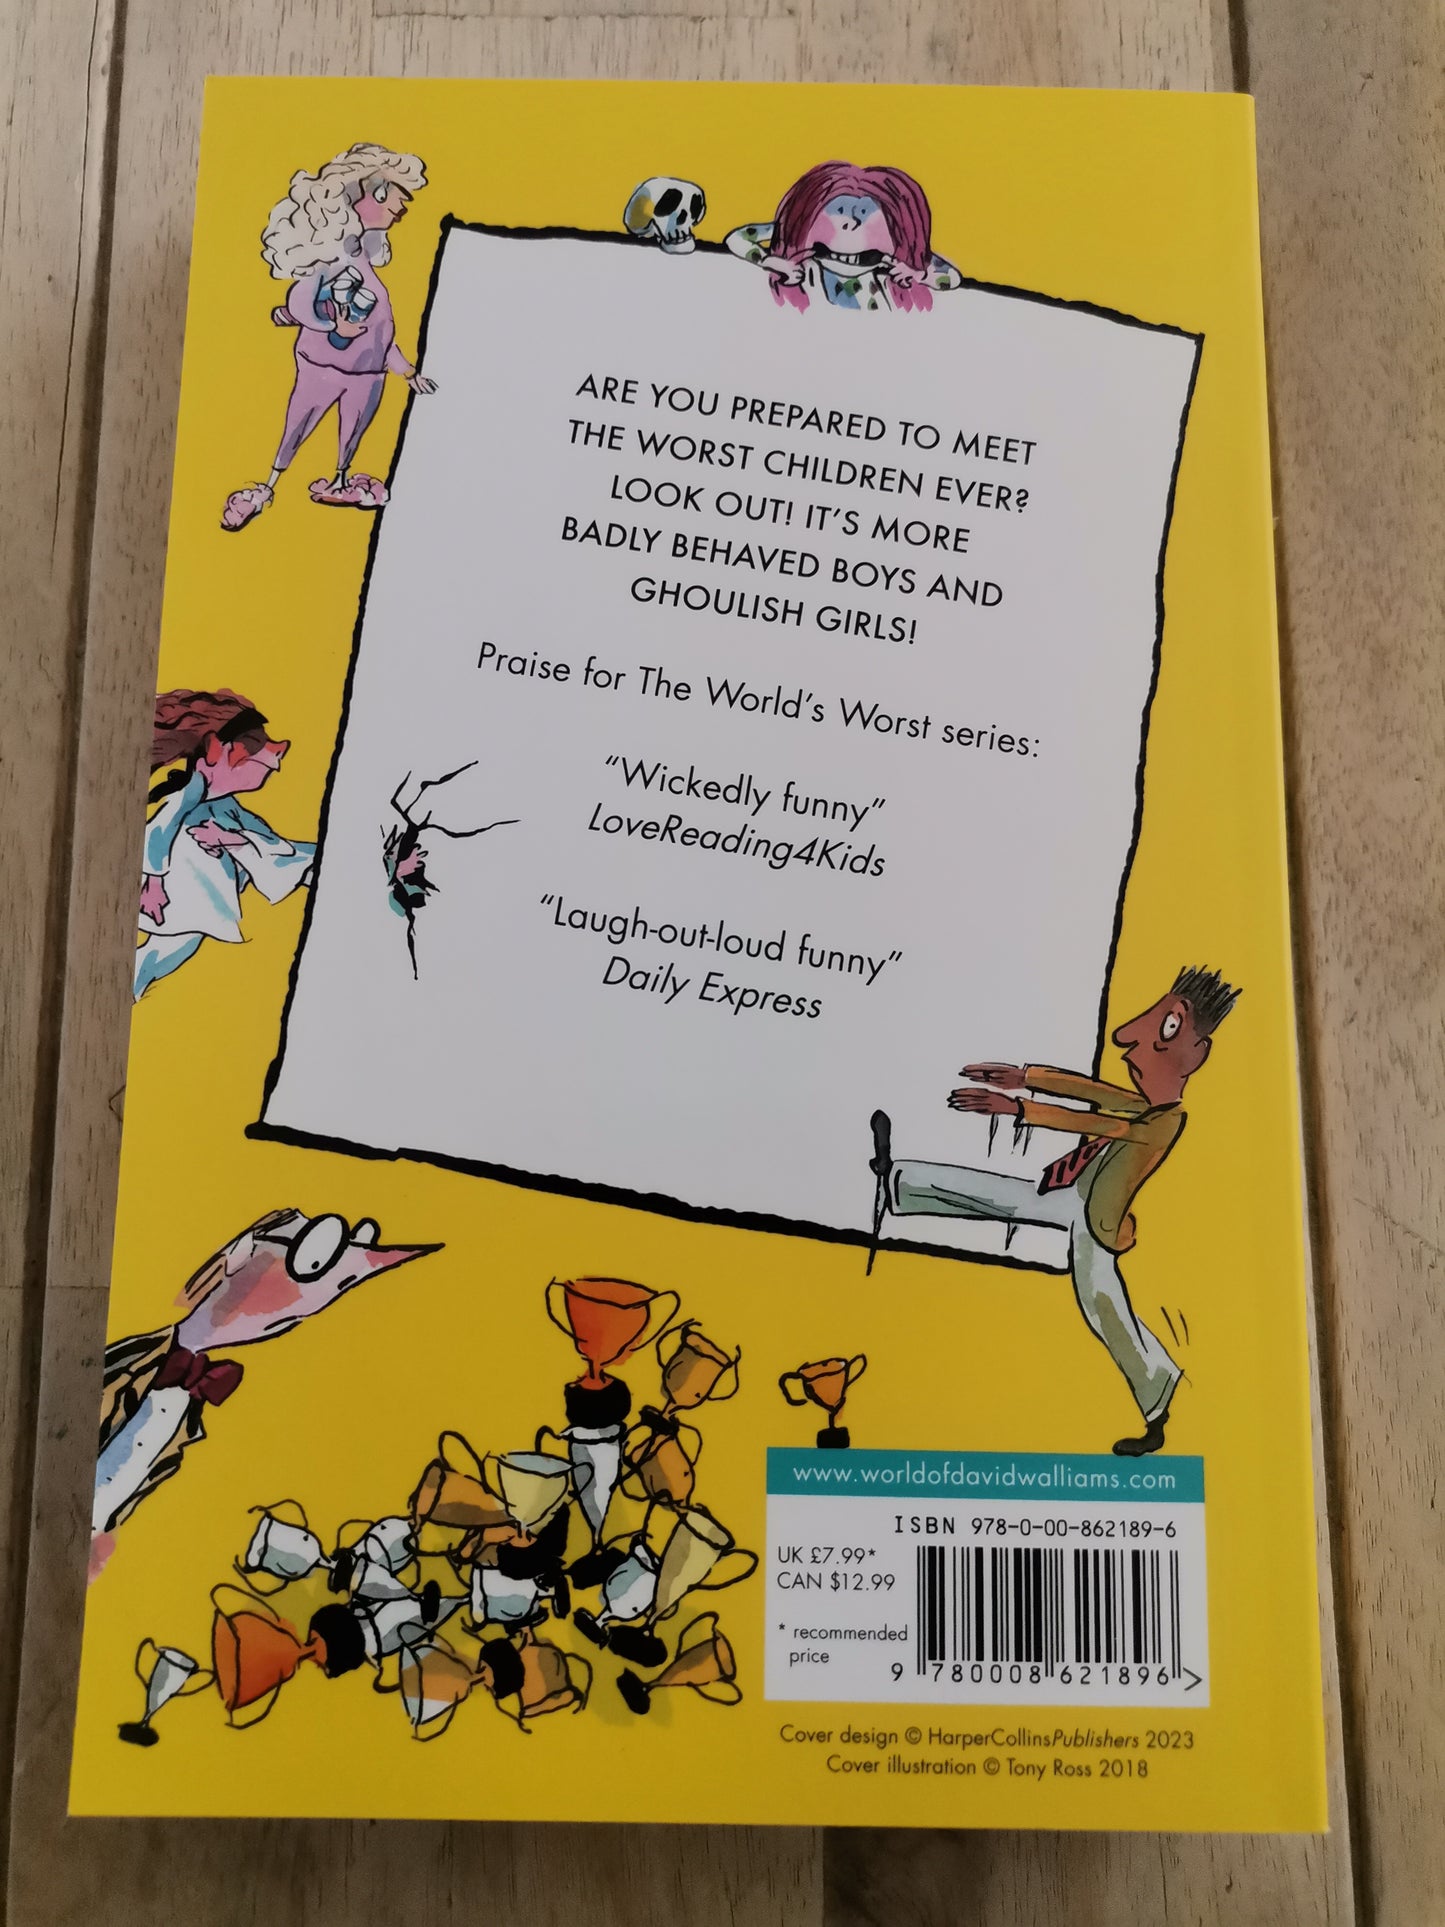 ARE YOU PREPARED TO MEET
THE WORST CHILDREN EVER?
LOOK OUT! IT'S MORE
BADLY BEHAVED BOYS AND
GHOULISH GIRLS!
Praise for The World's Worst series:
“Wickedly funny”
LoveReading4Kids
“Laugh-out-loud funny”
Daily Express
www.worldofdavidwalliams.com
ISBN 978-0-00-862189-6
UK £7.99*
CAN $12.99
* recommended
price
9 780008 621896 >
Cover design © HarperCollinsPublishers 2023
Cover illustration © Tony Ross 2018